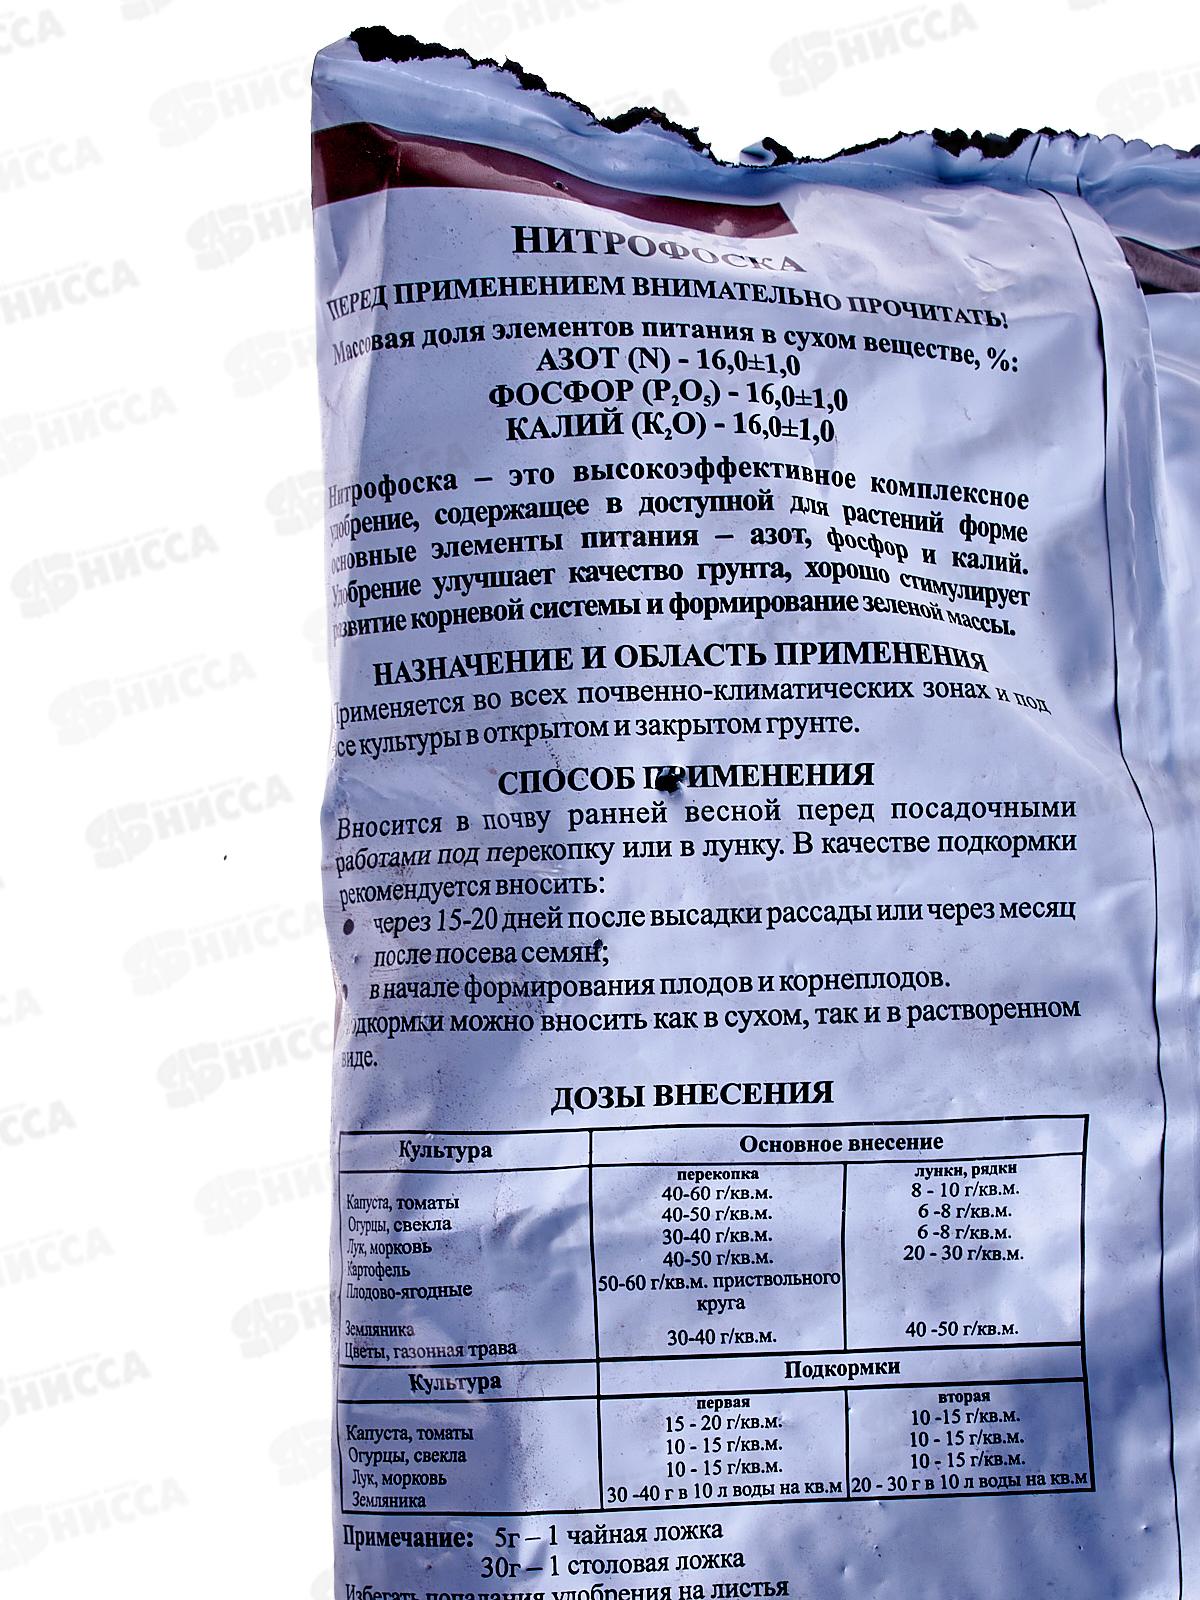 НИТРОФОСКА
ПЕРЕД ПРИМЕНЕНИЕМ ВНИМАТЕЛЬНО ПРОЧИТАТЬ!
Массовая доля элементов питания в сухом веществе, %:
АЗОТ (N) - 16,0±1,0
ФОСФОР (P₂O₅) - 16,0±1,0
КАЛИЙ (K₂O) - 16,0±1,0
Нитрофоска – это высокоэффективное комплексное
удобрение, содержащее в доступной для растений форме
основные элементы питания – азот, фосфор и калий.
Удобрение улучшает качество грунта, хорошо стимулирует
развитие корневой системы и формирование зеленой массы.
НАЗНАЧЕНИЕ И ОБЛАСТЬ ПРИМЕНЕНИЯ
Применяется во всех почвенно-климатических зонах и под
все культуры в открытом и закрытом грунте.
СПОСОБ ПРИМЕНЕНИЯ
Вносится в почву ранней весной перед посадочными
работами под перекопку или в лунку. В качестве подкормки
рекомендуется вносить:
• через 15-20 дней после высадки рассады или через месяц
после посева семян;
• в начале формирования плодов и корнеплодов.
Подкормки можно вносить как в сухом, так и в растворенном
виде.
ДОЗЫ ВНЕСЕНИЯ
Культура Основное внесение
перекопка лунки, рядки
Капуста, томаты 40-60 г/кв.м. 8 - 10 г/кв.м.
Огурцы, свекла 40-50 г/кв.м. 6 -8 г/кв.м.
Лук, морковь 30-40 г/кв.м. 6 -8 г/кв.м.
Картофель 40-50 г/кв.м. 20 - 30 г/кв.м.
Плодово-ягодные 50-60 г/кв.м. приствольного
круга
Земляника 40 -50 г/кв.м.
Цветы, газонная трава 30-40 г/кв.м.
Культура Подкормки
первая вторая
Капуста, томаты 15 - 20 г/кв.м. 10 -15 г/кв.м.
Огурцы, свекла 10 - 15 г/кв.м. 10 - 15 г/кв.м.
Лук, морковь 10 - 15 г/кв.м. 10 - 15 г/кв.м.
Земляника 30 -40 г в 10 л воды на кв.м 20 - 30 г в 10 л воды на кв.м
Примечание: 5г – 1 чайная ложка
30г – 1 столовая ложка
Избегать попадания удобрения на листья
НИССА